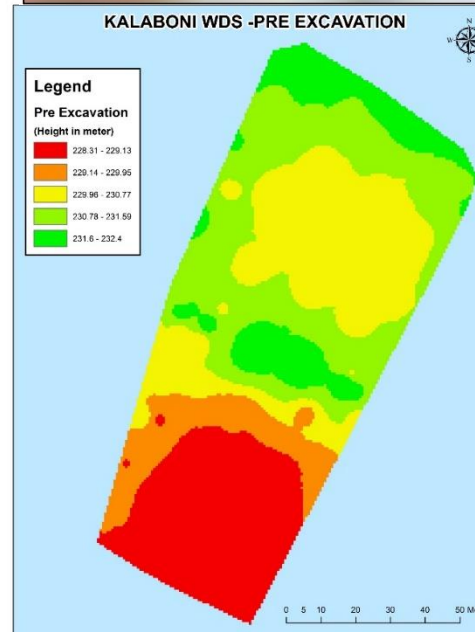 KALABONI WDS -PRE EXCAVATION
N
W
S
Legend
Pre Excavation
(Height in meter)
228.31 - 229.13
229.14 - 229.95
229.96 - 230.77
230.78 - 231.59
231.6 - 232.4
0 5 10 20 30 40 50 M